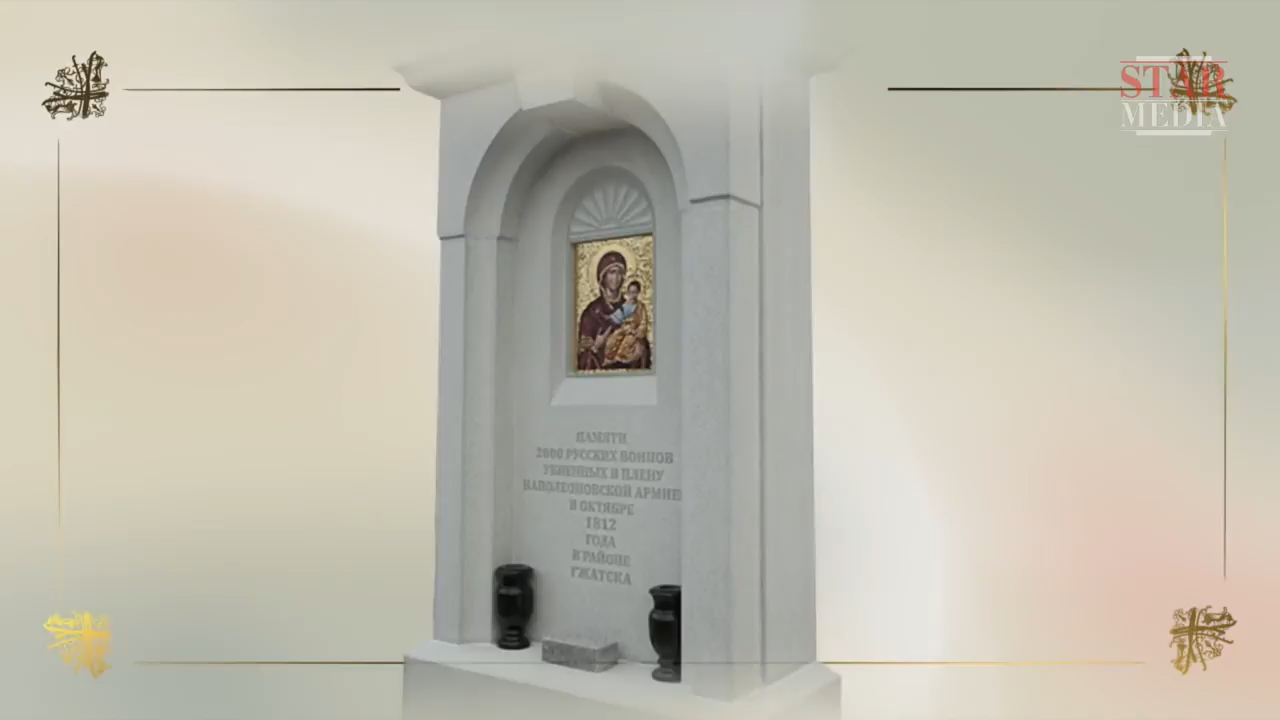 STAR
MEDIA
ПАМЯТИ
2000 РУССКИХ ВОИНОВ
УБИЕННЫХ В ПЛЕНУ
НАПОЛЕОНОВСКОЙ АРМИЕЙ
В ОКТЯБРЕ
1812
ГОДА
В РАЙОНЕ
ГЖАТСКА